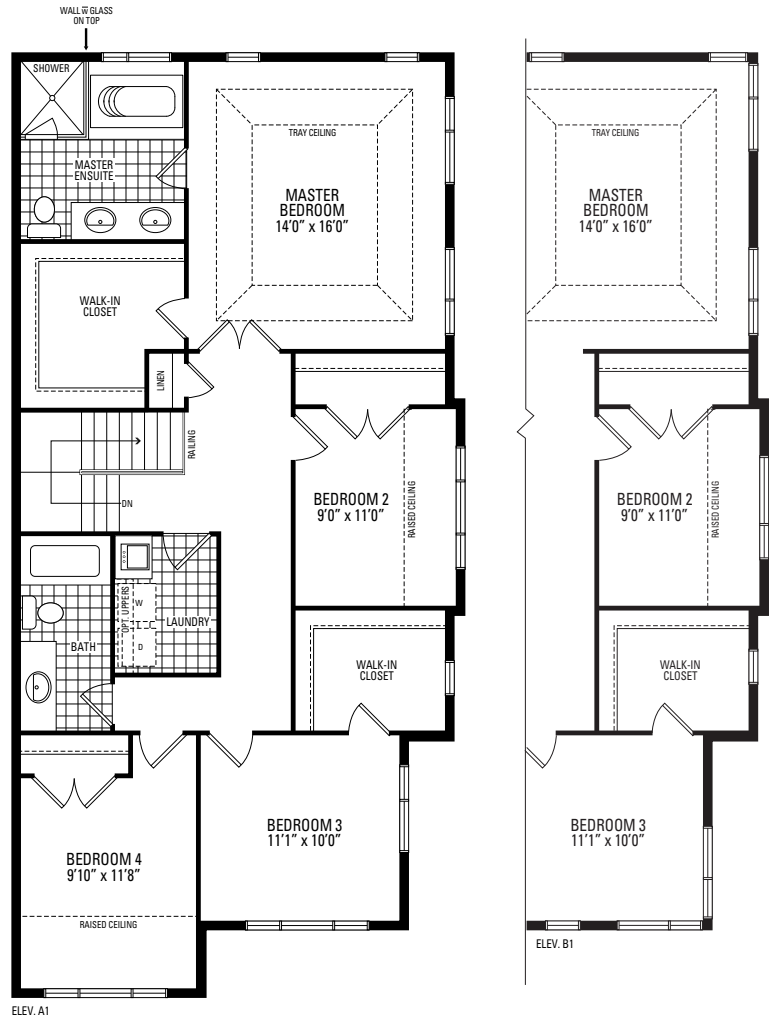 WALL w̅ GLASS
ON TOP
SHOWER
MASTER
ENSUITE
TRAY CEILING
MASTER
BEDROOM
14'0" x 16'0"
WALK-IN
CLOSET
LINEN
RAILING
DN
BEDROOM 2
9'0" x 11'0"
RAISED CEILING
OPT. UPPERS
W
D
LAUNDRY
BATH
WALK-IN
CLOSET
BEDROOM 3
11'1" x 10'0"
BEDROOM 4
9'10" x 11'8"
RAISED CEILING
ELEV. A1
TRAY CEILING
MASTER
BEDROOM
14'0" x 16'0"
BEDROOM 2
9'0" x 11'0"
RAISED CEILING
WALK-IN
CLOSET
BEDROOM 3
11'1" x 10'0"
ELEV. B1